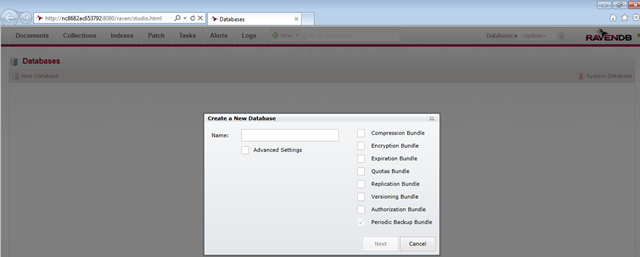 http://nc8682ac653792:8080/raven/studio.html
Databases
Documents Collections Indexes Patch Tasks Alerts Logs New Go To Document Databases > <system> RAVENDB
Databases
New Database System Database
Create a New Database
Name:
Advanced Settings
Compression Bundle
Encryption Bundle
Expiration Bundle
Quotas Bundle
Replication Bundle
Versioning Bundle
Authorization Bundle
Periodic Backup Bundle
Next Cancel